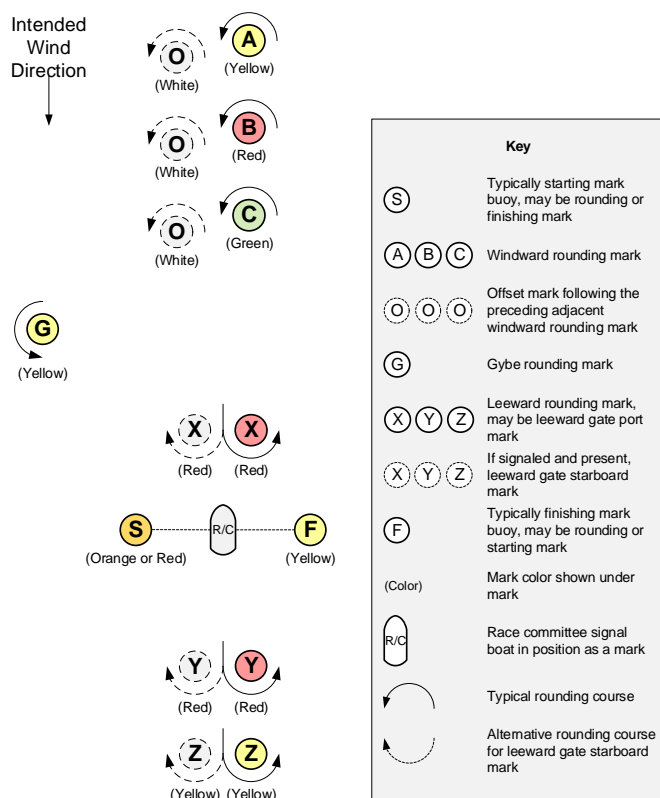 Intended
Wind
Direction
A
O
(Yellow)
(White)
B
O
(Red)
(White)
C
O
(Green)
(White)
G
(Yellow)
X X
(Red) (Red)
S R/C F
(Orange or Red) (Yellow)
Y Y
(Red) (Red)
Z Z
(Yellow) (Yellow)
Key
S
Typically starting mark
buoy, may be rounding or
finishing mark
A B C Windward rounding mark
O O O
Offset mark following the
preceding adjacent
windward rounding mark
G Gybe rounding mark
X Y Z
Leeward rounding mark,
may be leeward gate port
mark
X Y Z
If signaled and present,
leeward gate starboard
mark
F
Typically finishing mark
buoy, may be rounding or
starting mark
(Color)
Mark color shown under
mark
R/C
Race committee signal
boat in position as a mark
Typical rounding course
Alternative rounding course
for leeward gate starboard
mark